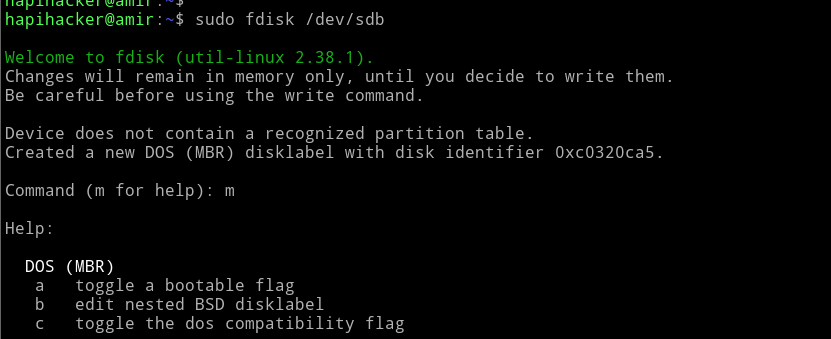 hapihacker@amir:~$
hapihacker@amir:~$ sudo fdisk /dev/sdb
Welcome to fdisk (util-linux 2.38.1).
Changes will remain in memory only, until you decide to write them.
Be careful before using the write command.
Device does not contain a recognized partition table.
Created a new DOS (MBR) disklabel with disk identifier 0xc0320ca5.
Command (m for help): m
Help:
DOS (MBR)
a   toggle a bootable flag
b   edit nested BSD disklabel
c   toggle the dos compatibility flag